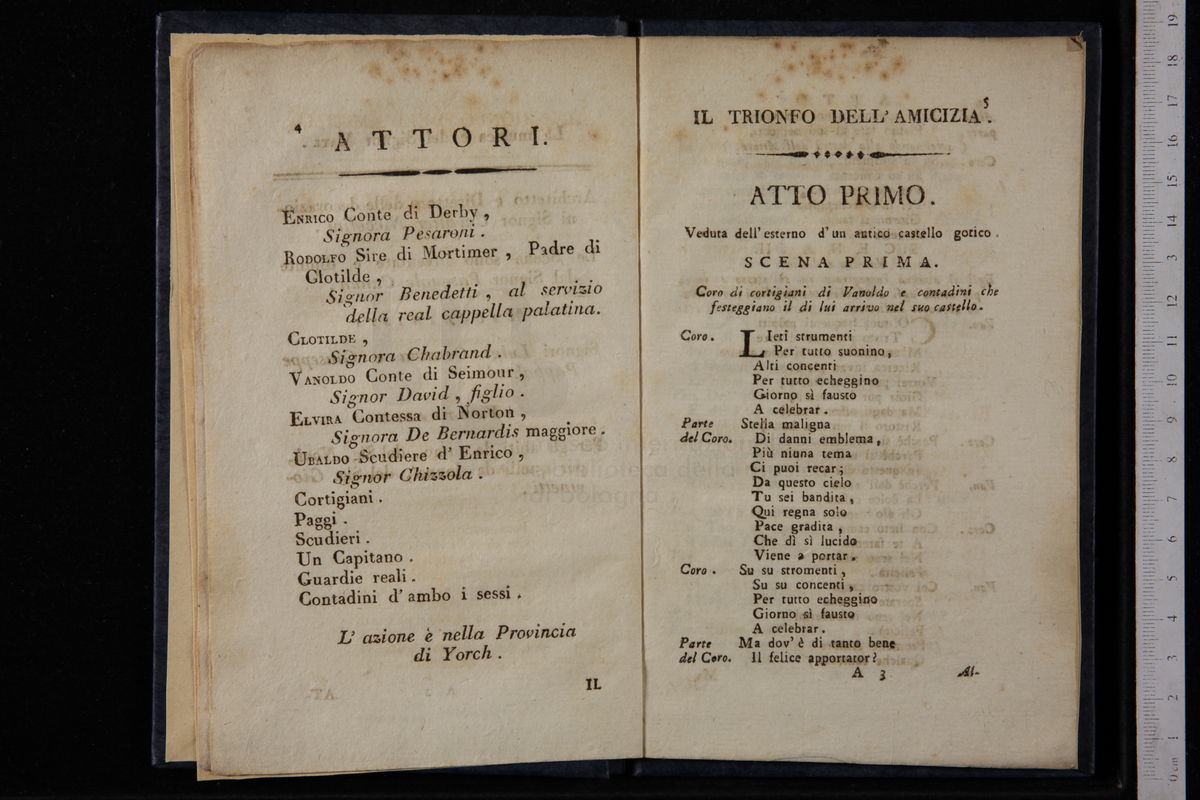 4
ATTORI.
ENRICO Conte di Derby ,
Signora Pesaroni .
RODOLFO Sire di Mortimer , Padre di
Clotilde ,
Signor Benedetti , al servizio
della real cappella palatina.
CLOTILDE ,
Signora Chabrand .
VANOLDO Conte di Seimour ,
Signor David , figlio .
ELVIRA Contessa di Norton ,
Signora De Bernardis maggiore .
UBALDO Scudiere d' Enrico ,
Signor Chizzola .
Cortigiani .
Paggi .
Scudieri .
Un Capitano .
Guardie reali .
Contadini d' ambo i sessi .
L' azione è nella Provincia
di Yorch .
IL
5
IL TRIONFO DELL' AMICIZIA .
ATTO PRIMO.
Veduta dell' esterno d' un antico castello gotico .
SCENA PRIMA.
Coro di cortigiani di Vanoldo e contadini che
festeggiano il di lui arrivo nel suo castello .
Coro . LIeti strumenti
Per tutto suonino,
Alti concenti
Per tutto echeggino
Giorno sì fausto
A celebrar .
Parte Stella maligna
del Coro. Di danni emblema,
Più niuna tema
Ci puoi recar ;
Da questo cielo
Tu sei bandita ,
Qui regna solo
Pace gradita ,
Che dì sì lucido
Viene a portar .
Coro . Su su stromenti ,
Su su concenti ,
Per tutto echeggino
Giorno sì fausto
A celebrar .
Parte Ma dov' è di tanto bene
del Coro. Il felice apportator?
A 3 Al-